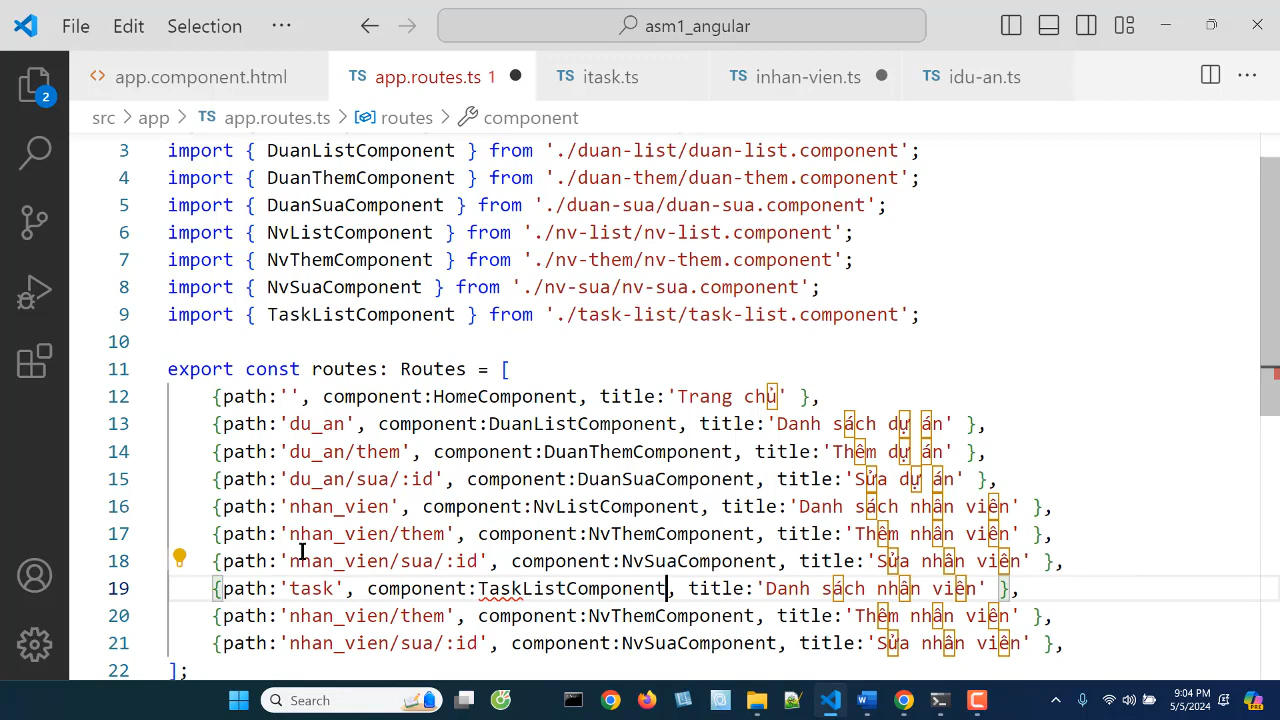 File Edit Selection ··· asm1_angular
app.component.html TS app.routes.ts 1 TS itask.ts TS inhan-vien.ts TS idu-an.ts ···
src > app > TS app.routes.ts > routes > component
3 import { DuanListComponent } from './duan-list/duan-list.component';
4 import { DuanThemComponent } from './duan-them/duan-them.component';
5 import { DuanSuaComponent } from './duan-sua/duan-sua.component';
6 import { NvListComponent } from './nv-list/nv-list.component';
7 import { NvThemComponent } from './nv-them/nv-them.component';
8 import { NvSuaComponent } from './nv-sua/nv-sua.component';
9 import { TaskListComponent } from './task-list/task-list.component';
10
11 export const routes: Routes = [
12 {path:'', component:HomeComponent, title:'Trang chủ' },
13 {path:'du_an', component:DuanListComponent, title:'Danh sách dự án' },
14 {path:'du_an/them', component:DuanThemComponent, title:'Thêm dự án' },
15 {path:'du_an/sua/:id', component:DuanSuaComponent, title:'Sửa dự án' },
16 {path:'nhan_vien', component:NvListComponent, title:'Danh sách nhân viên' },
17 {path:'nhan_vien/them', component:NvThemComponent, title:'Thêm nhân viên' },
18 {path:'nhan_vien/sua/:id', component:NvSuaComponent, title:'Sửa nhân viên' },
19 {path:'task', component:TaskListComponent, title:'Danh sách nhân viên' },
20 {path:'nhan_vien/them', component:NvThemComponent, title:'Thêm nhân viên' },
21 {path:'nhan_vien/sua/:id', component:NvSuaComponent, title:'Sửa nhân viên' },
22 ];
2
Search
9:04 PM
5/5/2024
PRE